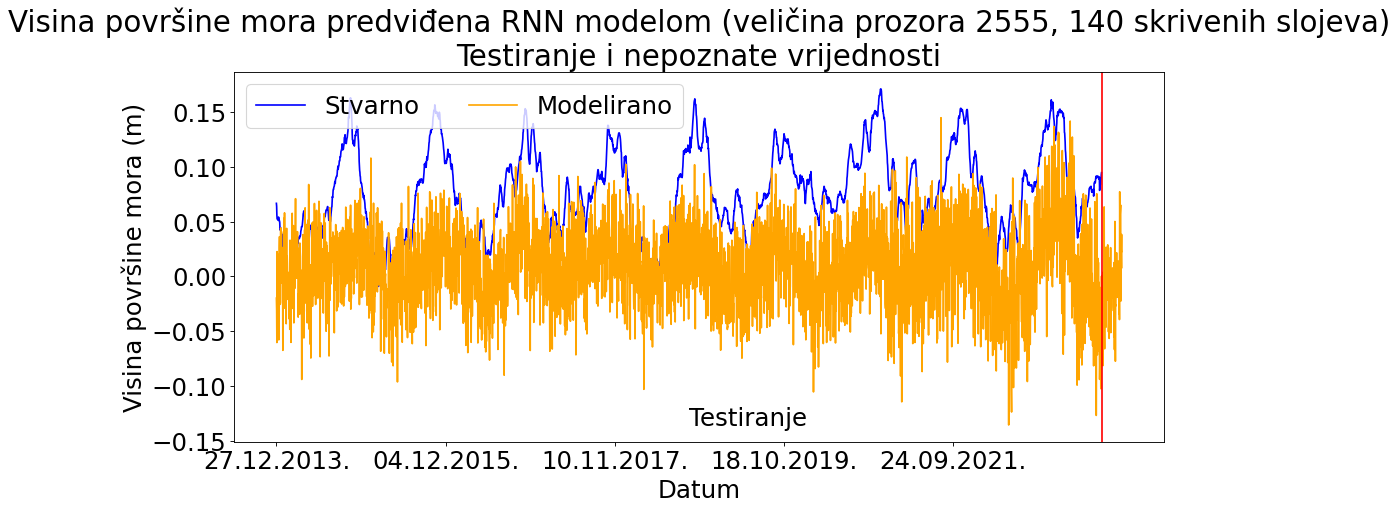 Visina površine mora predviđena RNN modelom (veličina prozora 2555, 140 skrivenih slojeva)
Testiranje i nepoznate vrijednosti
Stvarno Modelirano
Visina površine mora (m)
0.15
0.10
0.05
0.00
−0.05
−0.10
−0.15
Testiranje
27.12.2013. 04.12.2015. 10.11.2017. 18.10.2019. 24.09.2021.
Datum